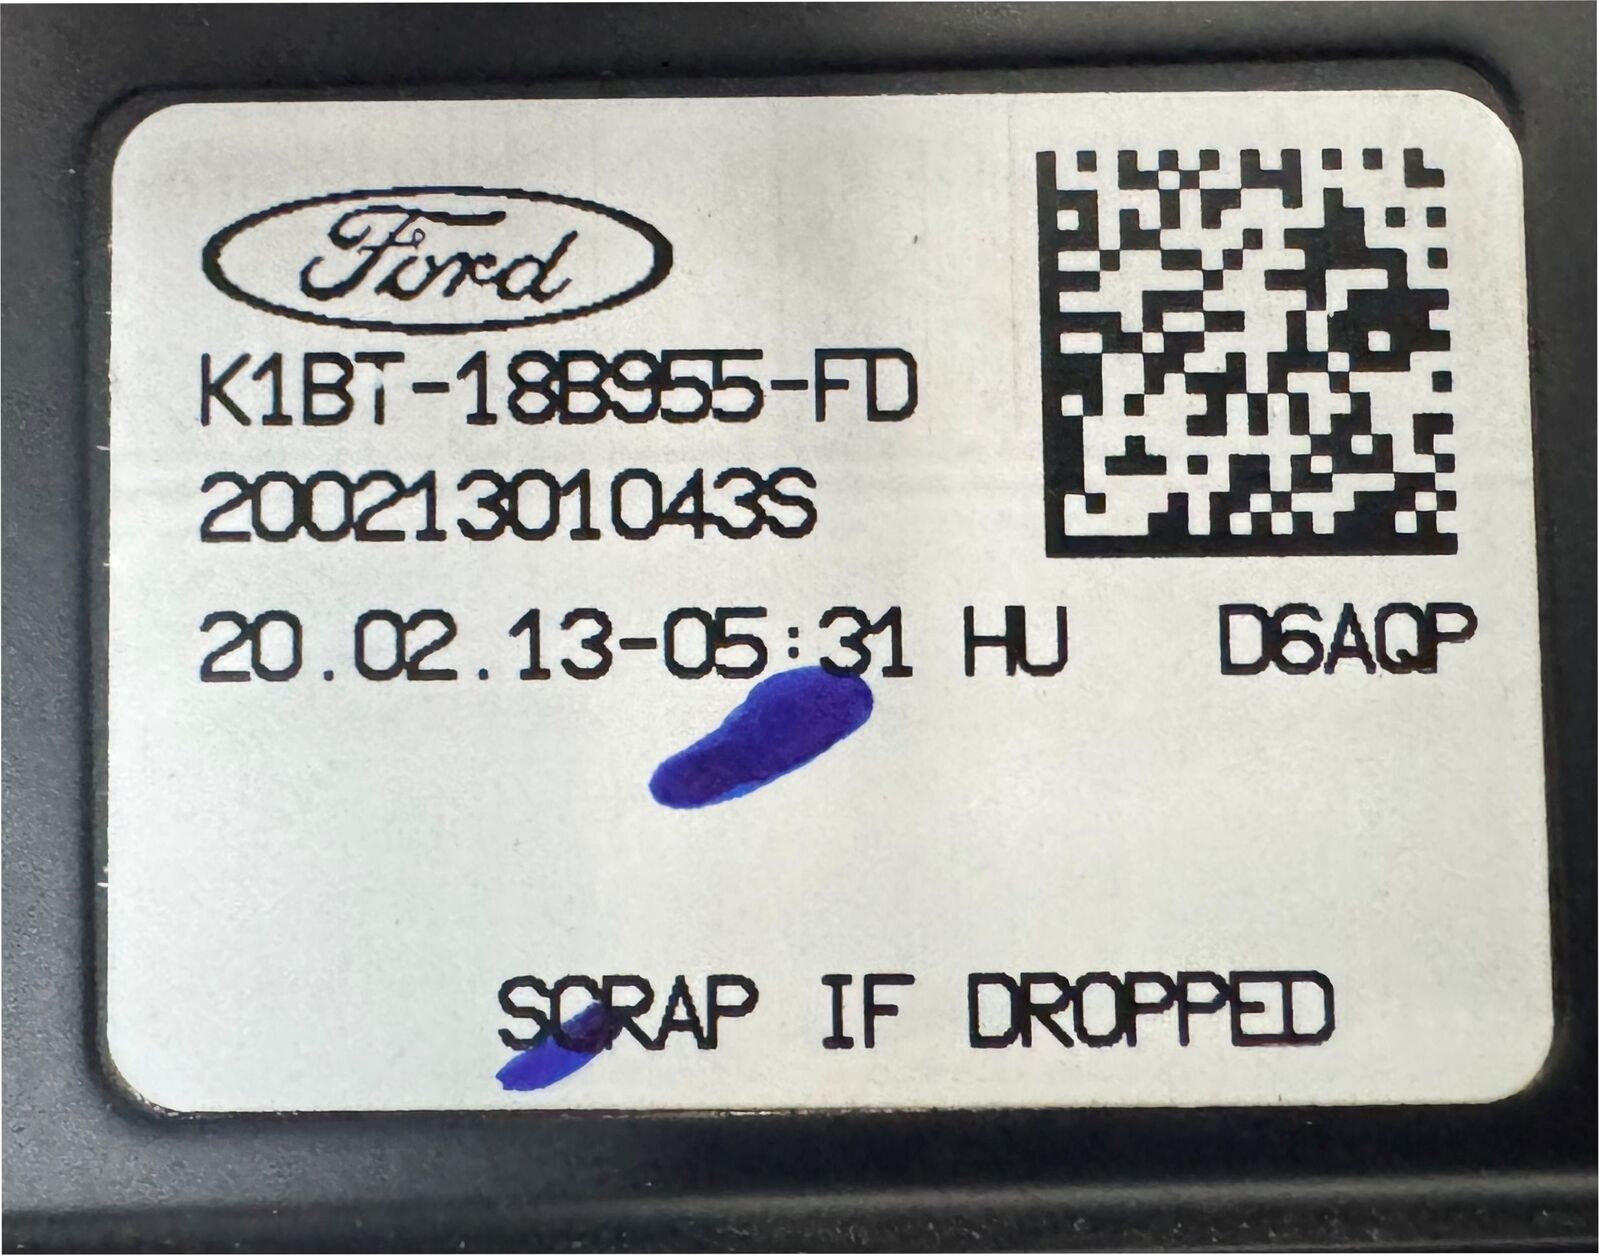 Ford
K1BT-18B955-FD
20021301043S
20.02.13-05:31 HU D6AQP
SCRAP IF DROPPED